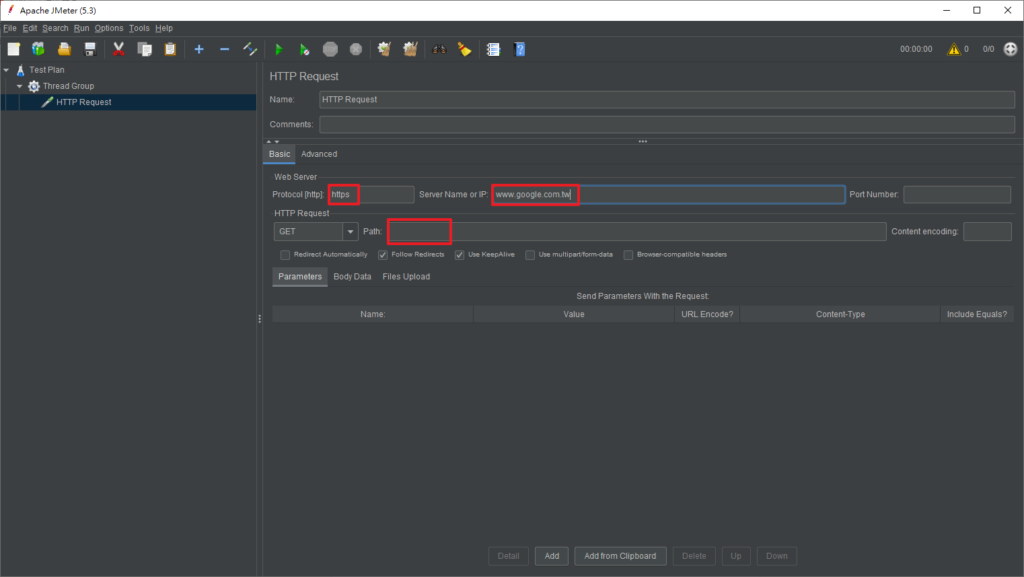 Apache JMeter (5.3)
File Edit Search Run Options Tools Help
00:00:00 0 0/0
Test Plan
Thread Group
HTTP Request
HTTP Request
Name: HTTP Request
Comments:
Basic Advanced
Web Server
Protocol [http]: https Server Name or IP: www.google.com.tw Port Number:
HTTP Request
GET Path: Content encoding:
Redirect Automatically Follow Redirects Use KeepAlive Use multipart/form-data Browser-compatible headers
Parameters Body Data Files Upload
Send Parameters With the Request:
Name: Value URL Encode? Content-Type Include Equals?
Detail Add Add from Clipboard Delete Up Down